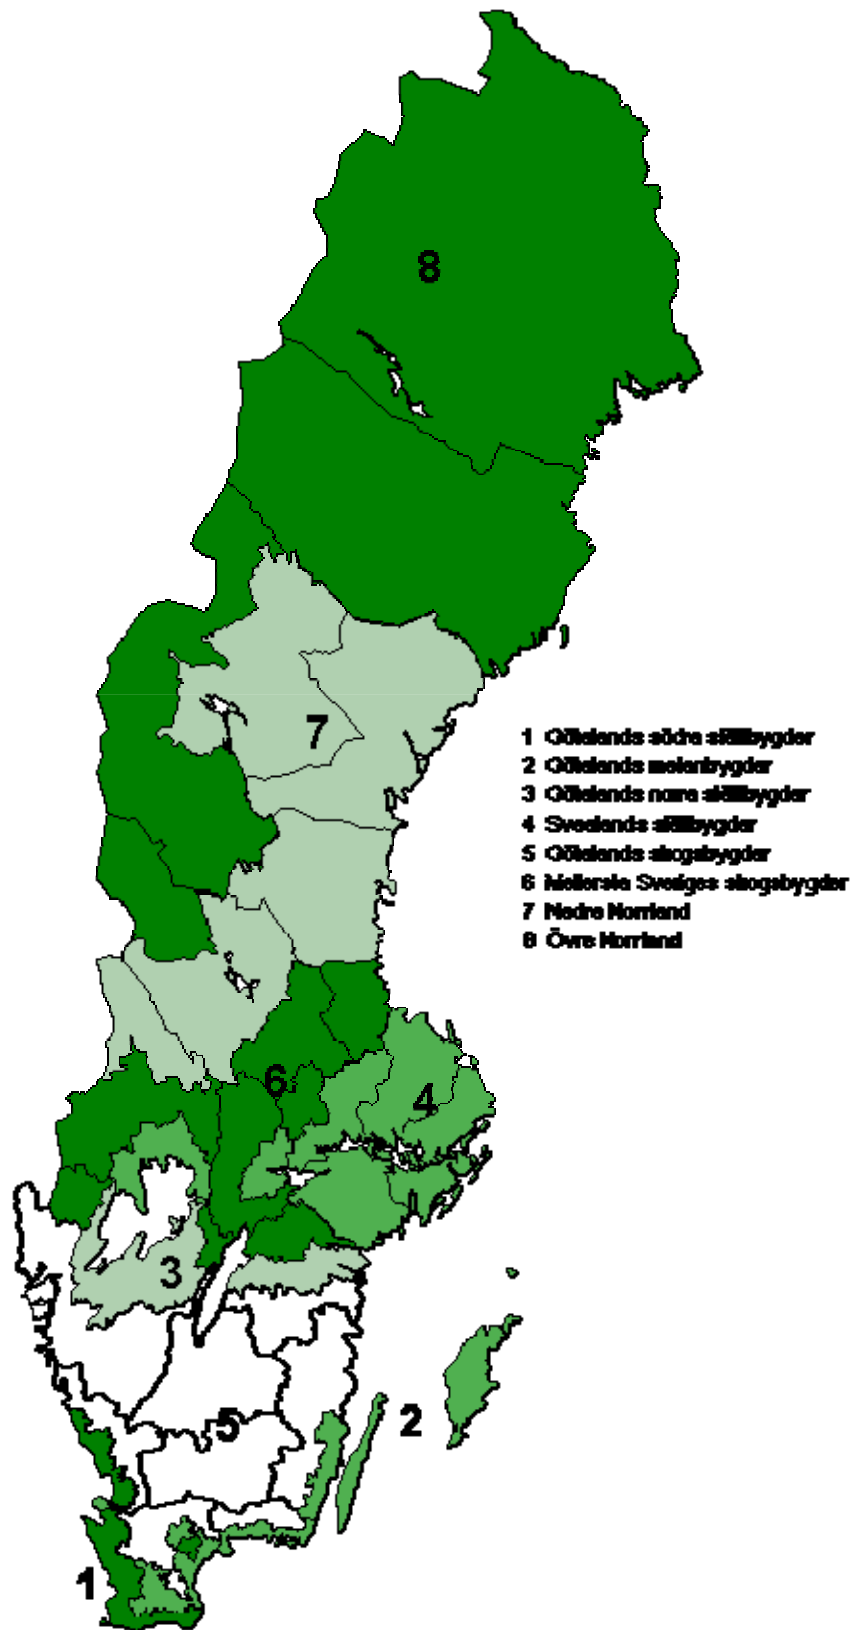 8
7
1 Götalands södra slättbygder
2 Götalands mellanbygder
3 Götalands norra slättbygder
4 Svealands slättbygder
5 Götalands skogsbygder
6 Mellersta Sveriges skogsbygder
7 Nedre Norrland
8 Övre Norrland
6
4
3
2
5
1